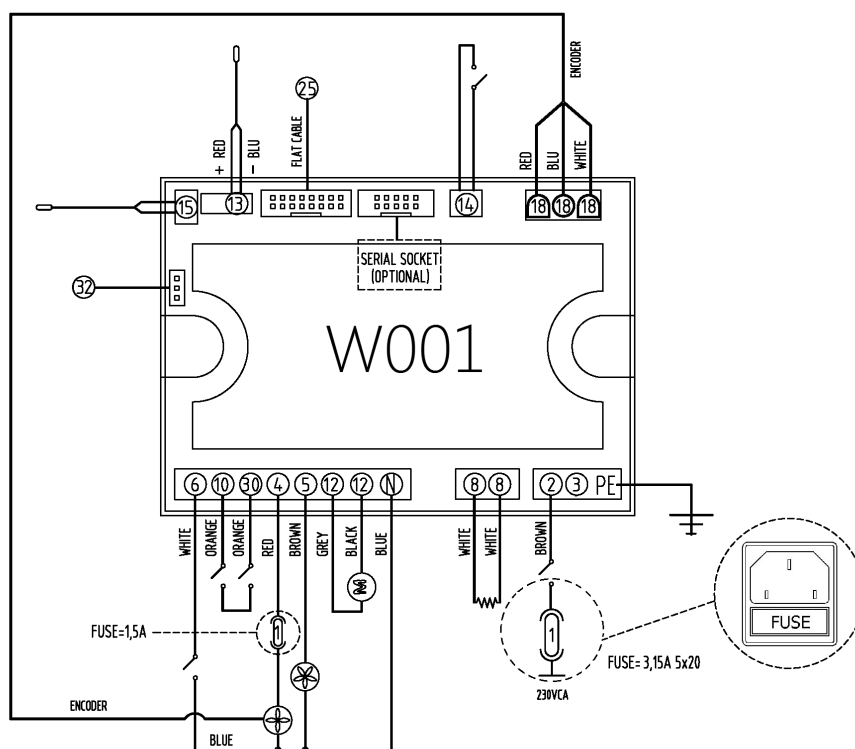 ENCODER
25
+ RED
- BLU
FLAT CABLE
RED
BLU
WHITE
15
13
14
18
18
18
SERIAL SOCKET
(OPTIONAL)
32
W001
6
10
30
4
5
12
12
N
8
8
2
3
PE
WHITE
ORANGE
ORANGE
RED
BROWN
GREY
BLACK
BLUE
WHITE
WHITE
BROWN
FUSE=1,5A
1
1
FUSE
FUSE= 3,15A 5x20
230VCA
ENCODER
BLUE